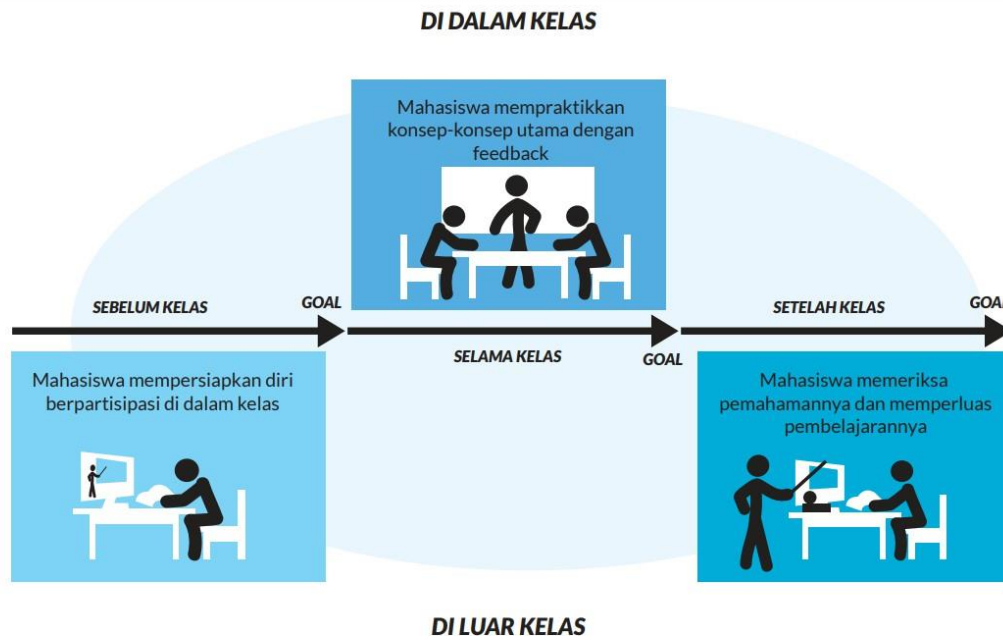 DI DALAM KELAS
Mahasiswa mempraktikkan
konsep-konsep utama dengan
feedback
SEBELUM KELAS
GOAL
SELAMA KELAS
GOAL
SETELAH KELAS
GOAL
Mahasiswa mempersiapkan diri
berpartisipasi di dalam kelas
Mahasiswa memeriksa
pemahamannya dan memperluas
pembelajarannya
DI LUAR KELAS